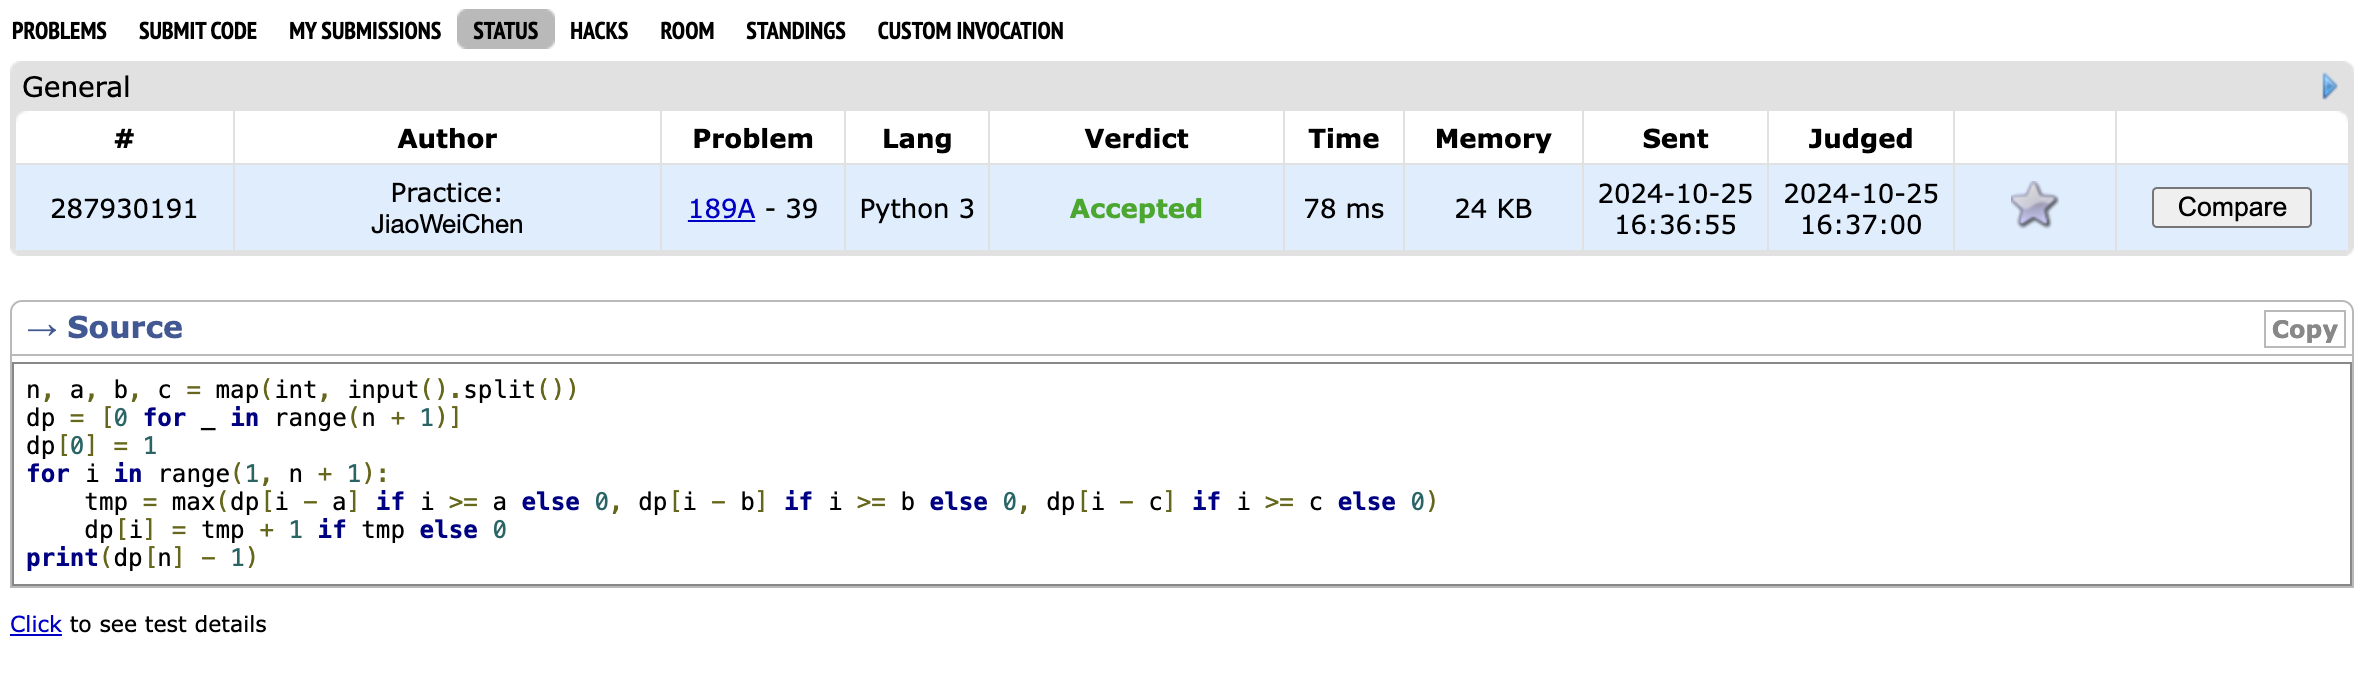 PROBLEMS SUBMIT CODE MY SUBMISSIONS STATUS HACKS ROOM STANDINGS CUSTOM INVOCATION
General
# Author Problem Lang Verdict Time Memory Sent Judged
287930191 Practice: JiaoWeiChen 189A - 39 Python 3 Accepted 78 ms 24 KB 2024-10-25 16:36:55 2024-10-25 16:37:00 Compare
→ Source Copy
n, a, b, c = map(int, input().split())
dp = [0 for _ in range(n + 1)]
dp[0] = 1
for i in range(1, n + 1):
    tmp = max(dp[i - a] if i >= a else 0, dp[i - b] if i >= b else 0, dp[i - c] if i >= c else 0)
    dp[i] = tmp + 1 if tmp else 0
print(dp[n] - 1)
Click to see test details